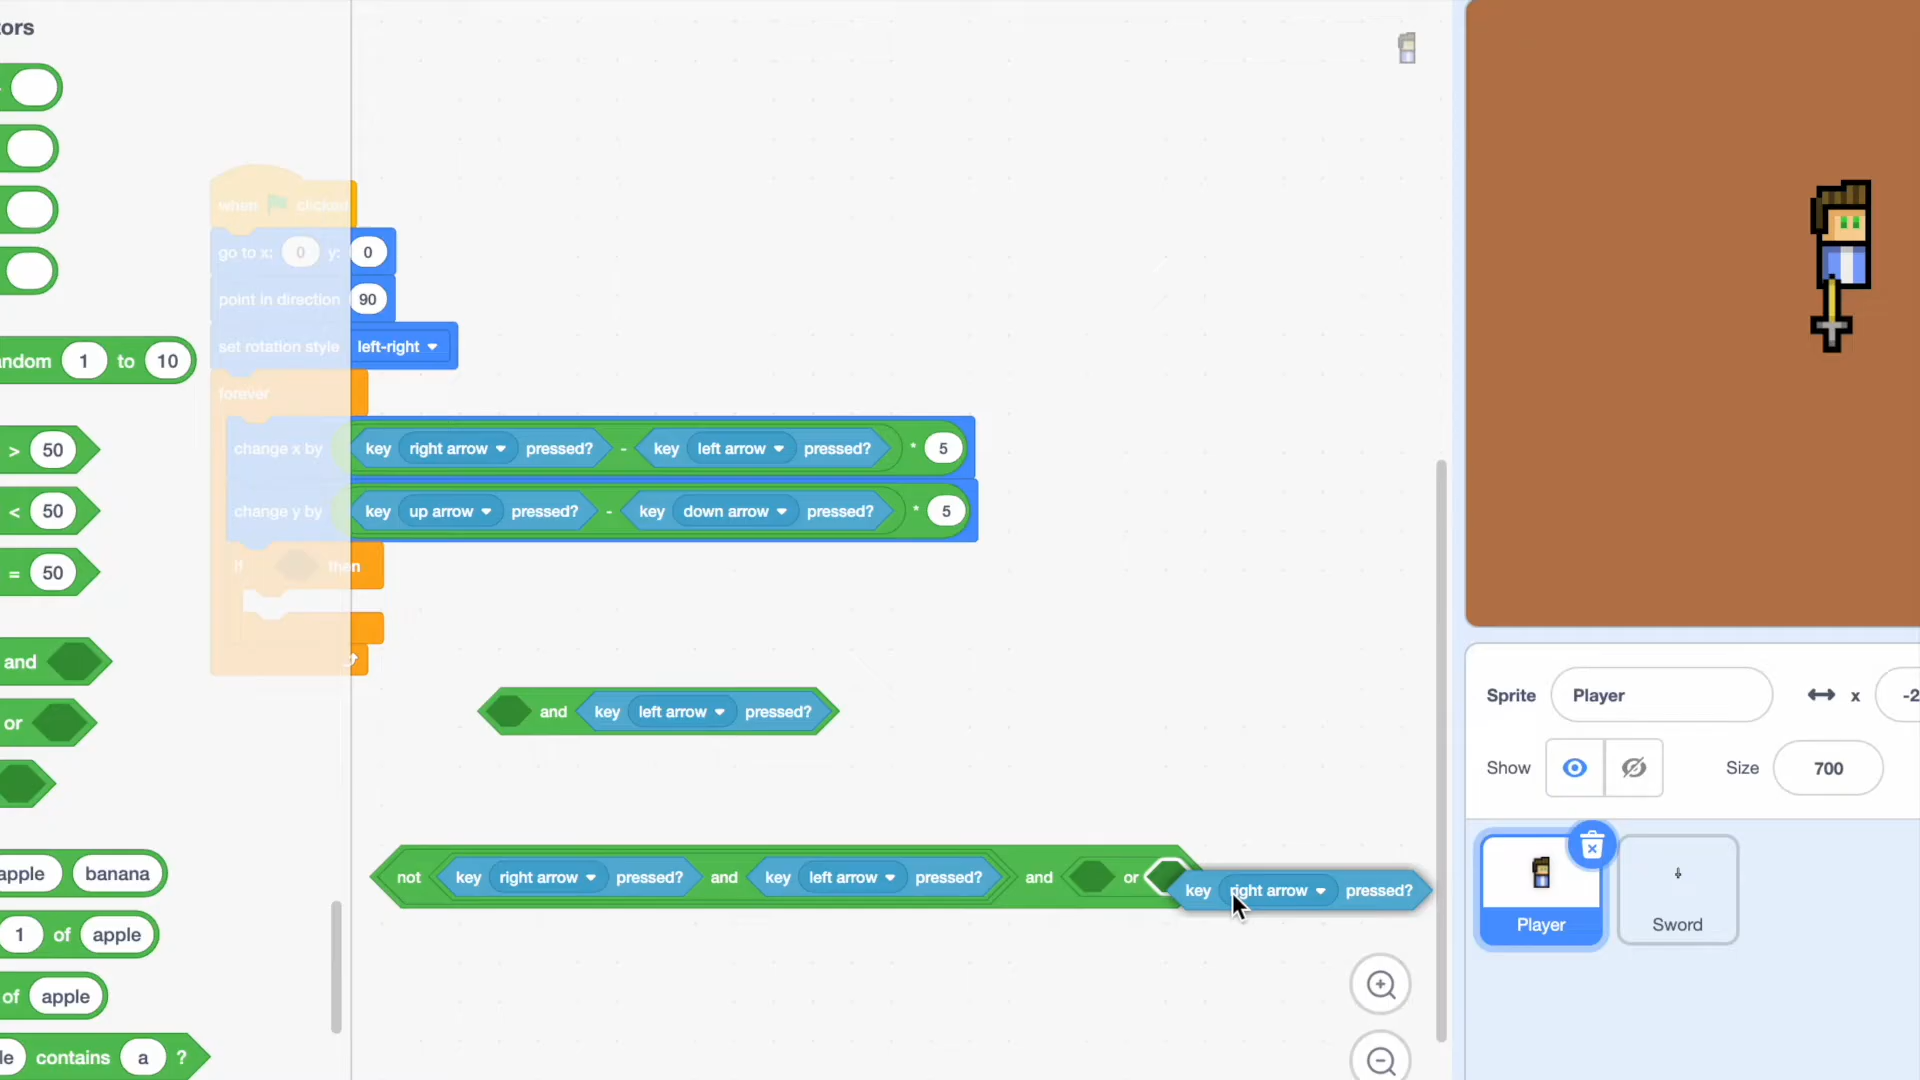 ors
when clicked
go to x: 0 y: 0
point in direction 90
set rotation style left-right
andom 1 to 10
forever
> 50
change x by key right arrow pressed? - key left arrow pressed? * 5
< 50
change y by key up arrow pressed? - key down arrow pressed? * 5
= 50
if then
and
or
and key left arrow pressed?
apple banana
not key right arrow pressed? and key left arrow pressed? and or
key right arrow pressed?
1 of apple
of apple
le contains a ?
Sprite Player x -2
Show Size 700
Player
Sword